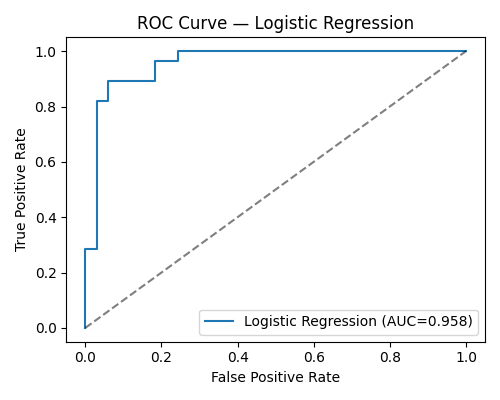 ROC Curve — Logistic Regression
True Positive Rate
1.0
0.8
0.6
0.4
0.2
0.0
Logistic Regression (AUC=0.958)
0.0 0.2 0.4 0.6 0.8 1.0
False Positive Rate